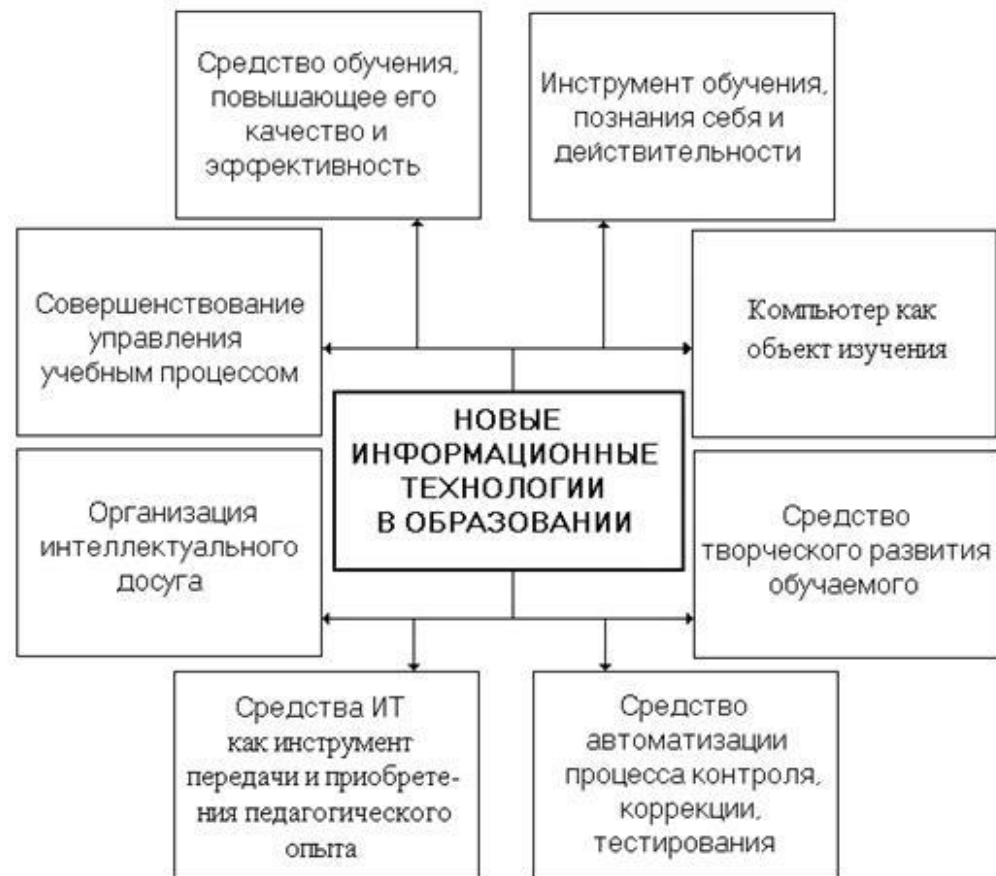 Средство обучения,
повышающее его
качество и
эффективность
Инструмент обучения,
познания себя и
действительности
Совершенствование
управления
учебным процессом
Компьютер как
объект изучения
НОВЫЕ
ИНФОРМАЦИОННЫЕ
ТЕХНОЛОГИИ
В ОБРАЗОВАНИИ
Организация
интеллектуального
досуга
Средство
творческого развития
обучаемого
Средства ИТ
как инструмент
передачи и приобрете-
ния педагогического
опыта
Средство
автоматизации
процесса контроля,
коррекции,
тестирования